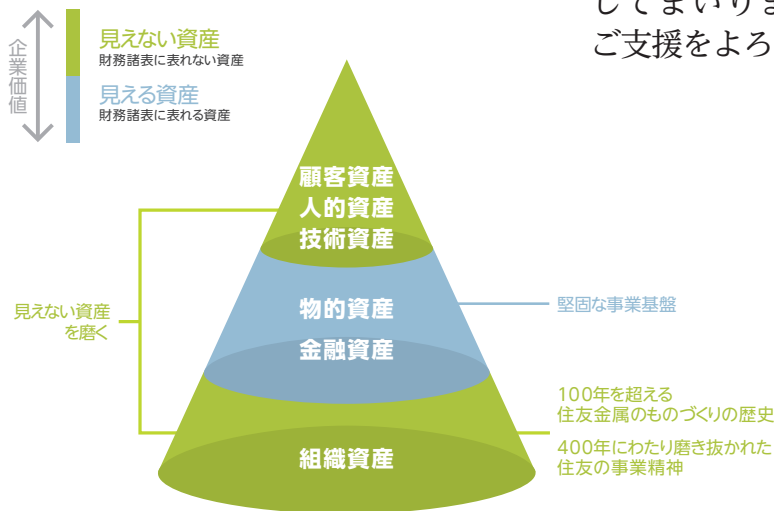 してまいりま
ご支援をよろ
企業価値
見えない資産
財務諸表に表れない資産
見える資産
財務諸表に表れる資産
顧客資産
人的資産
技術資産
物的資産
金融資産
組織資産
見えない資産
を磨く
堅固な事業基盤
100年を超える
住友金属のものづくりの歴史
400年にわたり磨き抜かれた
住友の事業精神